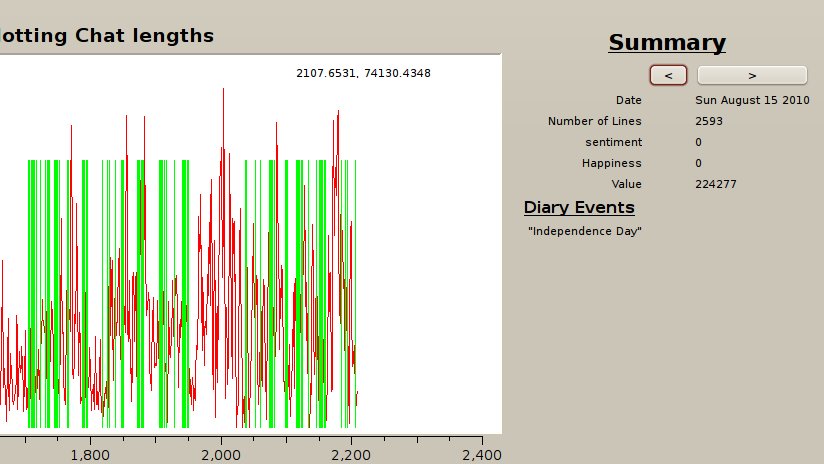 lotting Chat lengths
2107.6531, 74130.4348
1,800 2,000 2,200 2,400
Summary
< >
Date Sun August 15 2010
Number of Lines 2593
sentiment 0
Happiness 0
Value 224277
Diary Events
"Independence Day"